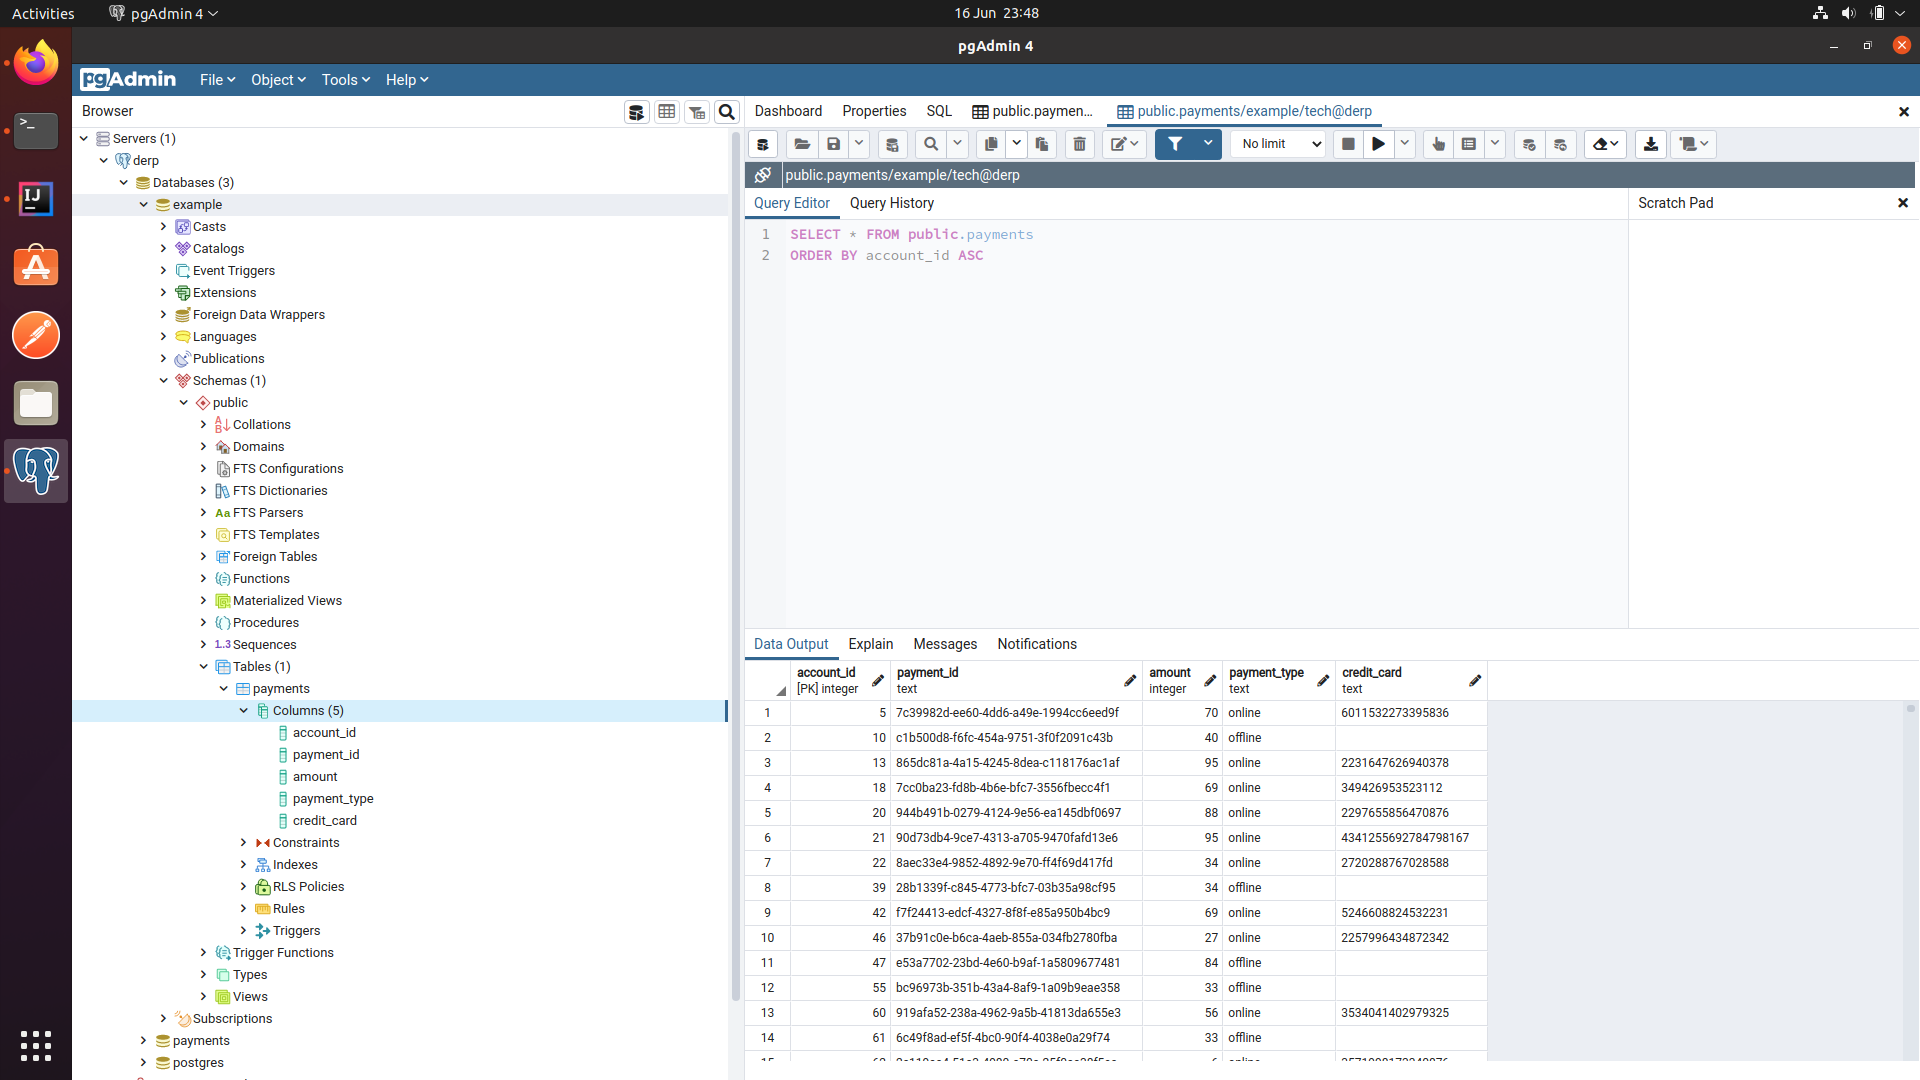 Activities pgAdmin 4 16 Jun 23:48
pgAdmin 4
pgAdmin File Object Tools Help
Browser
Dashboard Properties SQL public.paymen... public.payments/example/tech@derp
No limit
public.payments/example/tech@derp
Query Editor Query History
Scratch Pad
1 SELECT * FROM public.payments
2 ORDER BY account_id ASC
Servers (1)
derp
Databases (3)
example
Casts
Catalogs
Event Triggers
Extensions
Foreign Data Wrappers
Languages
Publications
Schemas (1)
public
Collations
Domains
FTS Configurations
FTS Dictionaries
Aa FTS Parsers
FTS Templates
Foreign Tables
Functions
Materialized Views
Procedures
1..3 Sequences
Tables (1)
payments
Columns (5)
account_id
payment_id
amount
payment_type
credit_card
Constraints
Indexes
RLS Policies
Rules
Triggers
Trigger Functions
Types
Views
Subscriptions
payments
postgres
Data Output Explain Messages Notifications
account_id payment_id amount payment_type credit_card
[PK] integer text integer text text
1 5 7c39982d-ee60-4dd6-a49e-1994cc6eed9f 70 online 6011532273395836
2 10 c1b500d8-f6fc-454a-9751-3f0f2091c43b 40 offline
3 13 865dc81a-4a15-4245-8dea-c118176ac1af 95 online 2231647626940378
4 18 7cc0ba23-fd8b-4b6e-bfc7-3556fbecc4f1 69 online 349426953523112
5 20 944b491b-0279-4124-9e56-ea145dbf0697 88 online 2297655856470876
6 21 90d73db4-9ce7-4313-a705-9470fafd13e6 95 online 4341255692784798167
7 22 8aec33e4-9852-4892-9e70-ff4f69d417fd 34 online 2720288767028588
8 39 28b1339f-c845-4773-bfc7-03b35a98cf95 34 offline
9 42 f7f24413-edcf-4327-8f8f-e85a950b4bc9 69 online 5246608824532231
10 46 37b91c0e-b6ca-4aeb-855a-034fb2780fba 27 online 2257996434872342
11 47 e53a7702-23bd-4e60-b9af-1a5809677481 84 offline
12 55 bc96973b-351b-43a4-8af9-1a09b9eae358 33 offline
13 60 919afa52-238a-4962-9a5b-41813da655e3 56 online 3534041402979325
14 61 6c49f8ad-ef5f-4bc0-90f4-4038e0a29f74 33 offline